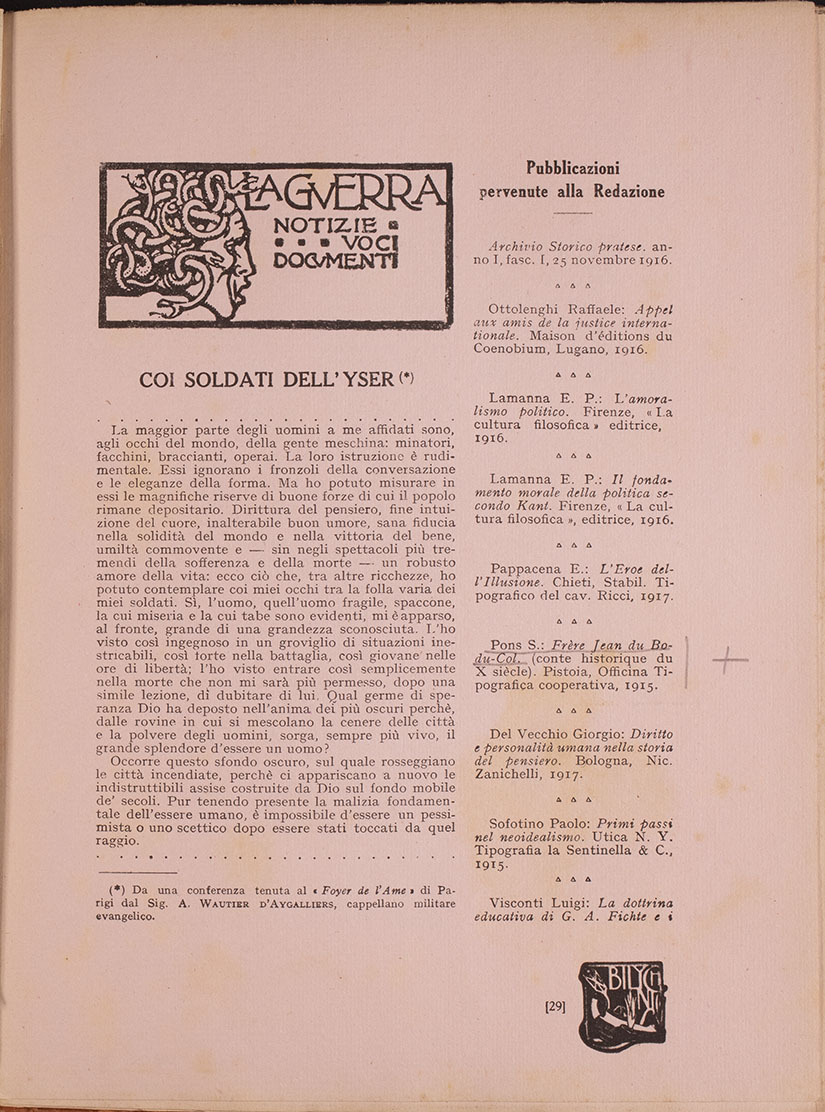 LA GVERRA
NOTIZIE
VOCI
DOCVMENTI
COI SOLDATI DELL'YSER (*)
La maggior parte degli uomini a me affidati sono,
agli occhi del mondo, della gente meschina: minatori,
facchini, braccianti, operai. La loro istruzione è rudi-
mentale. Essi ignorano i fronzoli della conversazione
e le eleganze della forma. Ma ho potuto misurare in
essi le magnifiche riserve di buone forze di cui il popolo
rimane depositario. Dirittura del pensiero, fine intui-
zione del cuore, inalterabile buon umore, sana fiducia
nella solidità del mondo e nella vittoria del bene,
umiltà commovente e — sin negli spettacoli più tre-
mendi della sofferenza e della morte — un robusto
amore della vita: ecco ciò che, tra altre ricchezze, ho
potuto contemplare coi miei occhi tra la folla varia dei
miei soldati. Sì, l'uomo, quell'uomo fragile, spaccone,
la cui miseria e la cui tabe sono evidenti, mi è apparso,
al fronte, grande di una grandezza sconosciuta. L'ho
visto così ingegnoso in un groviglio di situazioni ine-
stricabili, così forte nella battaglia, così giovane nelle
ore di libertà; l'ho visto entrare così semplicemente
nella morte che non mi sarà più permesso, dopo una
simile lezione, di dubitare di lui. Qual germe di spe-
ranza Dio ha deposto nell'anima dei più oscuri perchè,
dalle rovine in cui si mescolano la cenere delle città
e la polvere degli uomini, sorga, sempre più vivo, il
grande splendore d'essere un uomo?
Occorre questo sfondo oscuro, sul quale rosseggiano
le città incendiate, perchè ci appariscano a nuovo le
indistruttibili assise costruite da Dio sul fondo mobile
de' secoli. Pur tenendo presente la malizia fondamen-
tale dell'essere umano, è impossibile d'essere un pessi-
mista o uno scettico dopo essere stati toccati da quel
raggio.
(*) Da una conferenza tenuta al « Foyer de l'Ame » di Pa-
rigi dal Sig. A. WAUTIER D'AYGALLIERS, cappellano militare
evangelico.
Pubblicazioni
pervenute alla Redazione
Archivio Storico pratese. an-
no I, fasc. I, 25 novembre 1916.
Ottolenghi Raffaele: Appel
aux amis de la justice interna-
tionale. Maison d'éditions du
Coenobium, Lugano, 1916.
Lamanna E. P.: L'amora-
lismo politico. Firenze, « La
cultura filosofica » editrice,
1916.
Lamanna E. P.: Il fonda-
mento morale della politica se-
condo Kant. Firenze, « La cul-
tura filosofica », editrice, 1916.
Pappacena E.: L'Eroe del-
l'Illusione. Chieti, Stabil. Ti-
pografico del cav. Ricci, 1917.
Pons S.: Frère Jean du Bo-
du-Col. (conte historique du
X siècle). Pistoia, Officina Ti-
pografica cooperativa, 1915.
Del Vecchio Giorgio: Diritto
e personalità umana nella storia
del pensiero. Bologna, Nic.
Zanichelli, 1917.
Sofotino Paolo: Primi passi
nel neoidealismo. Utica N. Y.
Tipografia la Sentinella & C.,
1915.
Visconti Luigi: La dottrina
educativa di G. A. Fichte e i
[29]
BILYCHNIS